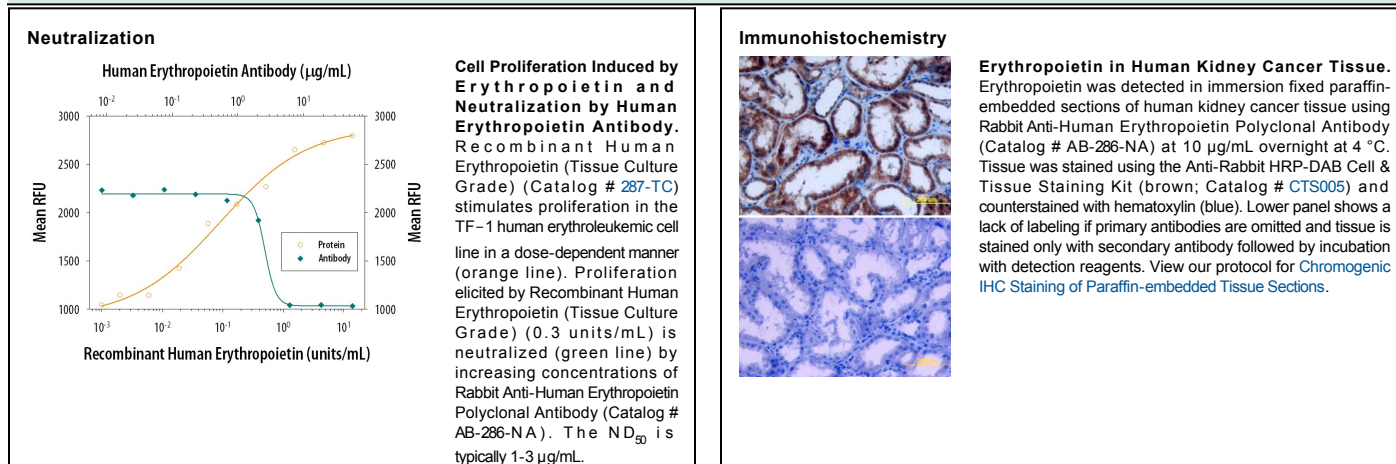 Neutralization
Human Erythropoietin Antibody (µg/mL)
10-2 10-1 100 101
3000 3000
2500 2500
2000 2000
1500 1500
1000 1000
Mean RFU
Mean RFU
Protein
Antibody
10-3 10-2 10-1 100 101
Recombinant Human Erythropoietin (units/mL)
Cell Proliferation Induced by
Erythropoietin and
Neutralization by Human
Erythropoietin Antibody.
Recombinant Human
Erythropoietin (Tissue Culture
Grade) (Catalog # 287-TC)
stimulates proliferation in the
TF-1 human erythroleukemic cell
line in a dose-dependent manner
(orange line). Proliferation
elicited by Recombinant Human
Erythropoietin (Tissue Culture
Grade) (0.3 units/mL) is
neutralized (green line) by
increasing concentrations of
Rabbit Anti-Human Erythropoietin
Polyclonal Antibody (Catalog #
AB-286-NA). The ND50 is
typically 1-3 µg/mL.
Immunohistochemistry
Erythropoietin in Human Kidney Cancer Tissue.
Erythropoietin was detected in immersion fixed paraffin-
embedded sections of human kidney cancer tissue using
Rabbit Anti-Human Erythropoietin Polyclonal Antibody
(Catalog # AB-286-NA) at 10 µg/mL overnight at 4 °C.
Tissue was stained using the Anti-Rabbit HRP-DAB Cell &
Tissue Staining Kit (brown; Catalog # CTS005) and
counterstained with hematoxylin (blue). Lower panel shows a
lack of labeling if primary antibodies are omitted and tissue is
stained only with secondary antibody followed by incubation
with detection reagents. View our protocol for Chromogenic
IHC Staining of Paraffin-embedded Tissue Sections.